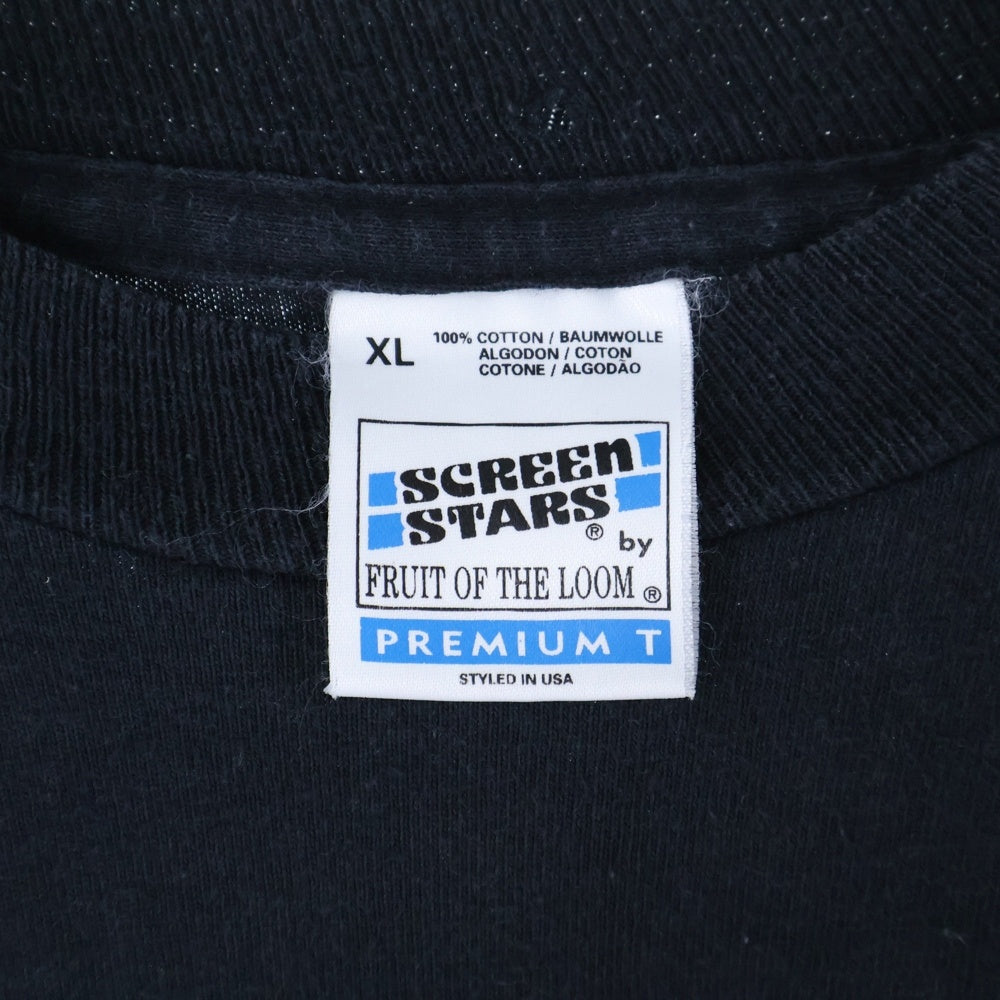 XL
100% COTTON / BAUMWOLLE
ALGODON / COTON
COTONE / ALGODÃO
SCREEN
STARS® by
FRUIT OF THE LOOM ®
PREMIUM T
STYLED IN USA